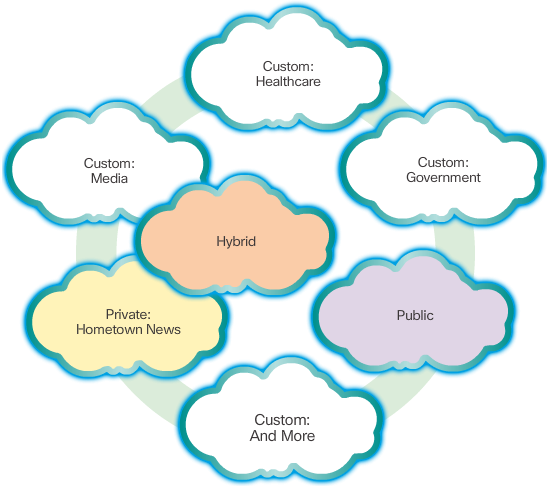 Custom:
Healthcare
Custom:
Media
Custom:
Government
Hybrid
Private:
Hometown News
Public
Custom:
And More